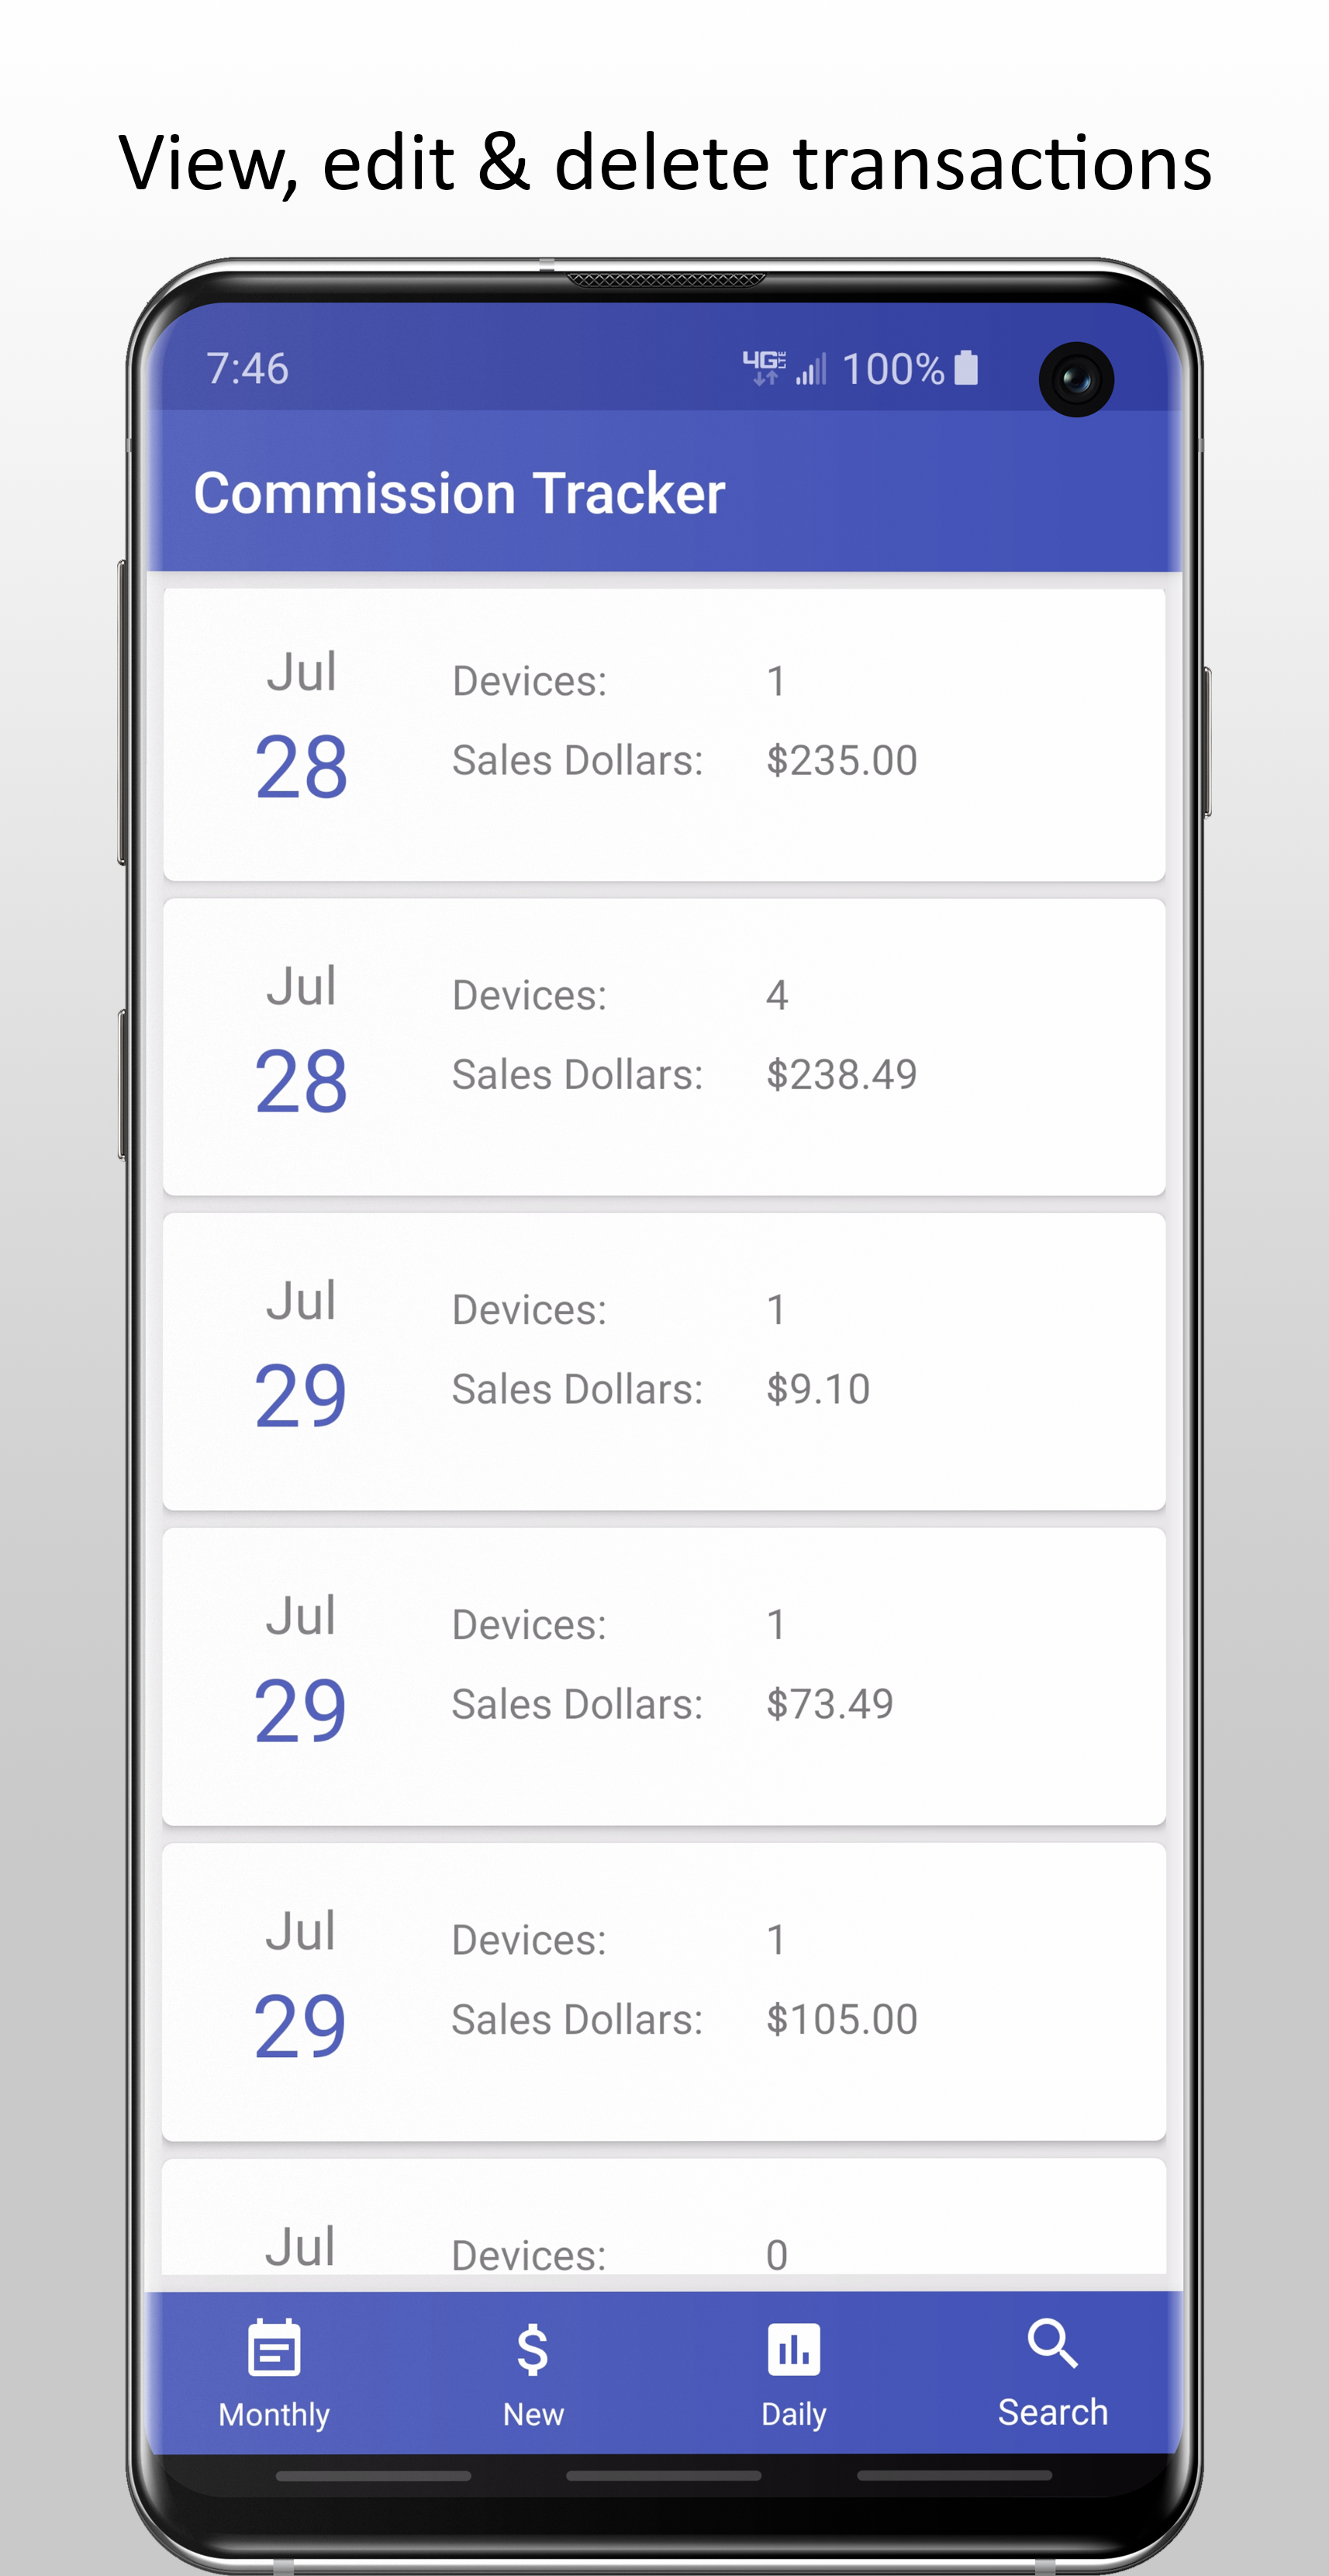 View, edit & delete transactions
7:46 4G LTE 100%
Commission Tracker
Jul
28
Devices: 1
Sales Dollars: $235.00
Jul
28
Devices: 4
Sales Dollars: $238.49
Jul
29
Devices: 1
Sales Dollars: $9.10
Jul
29
Devices: 1
Sales Dollars: $73.49
Jul
29
Devices: 1
Sales Dollars: $105.00
Jul
Devices: 0
Monthly New Daily Search